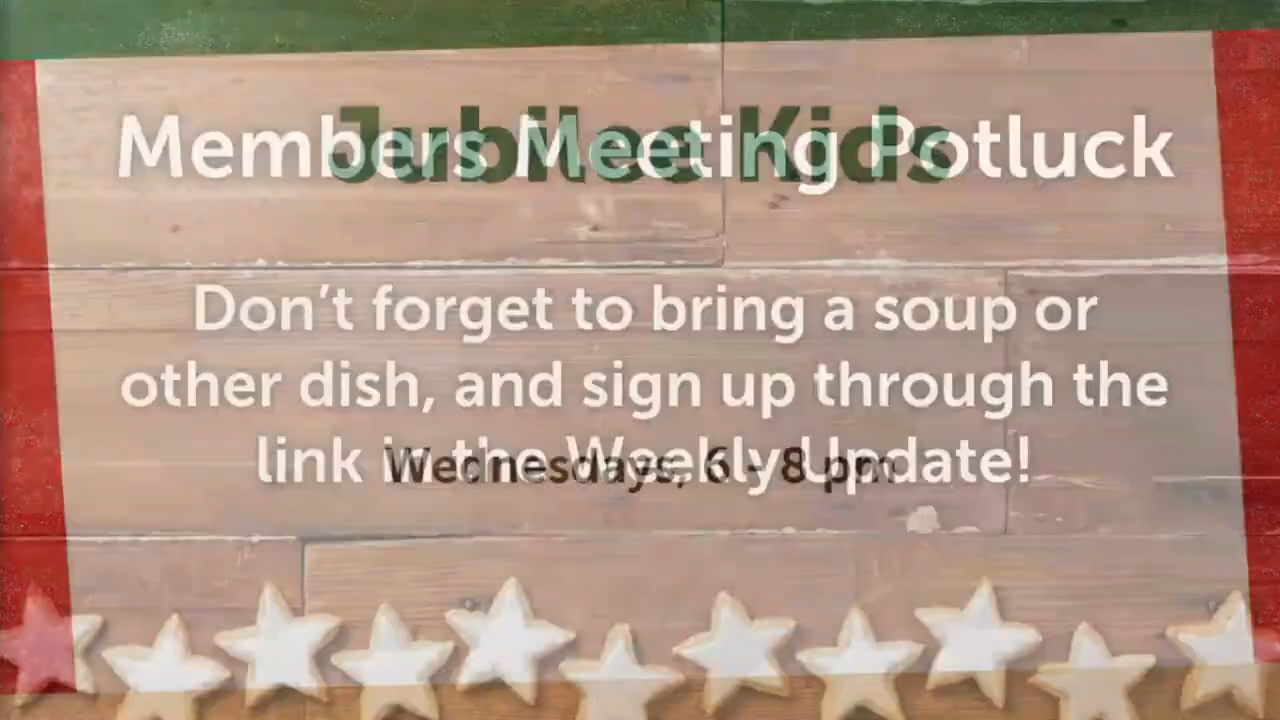 Members Meeting Potluck
Jubilee Kids
Don't forget to bring a soup or
other dish, and sign up through the
link in the Weekly Update!
Wednesdays, 6 - 8 pm